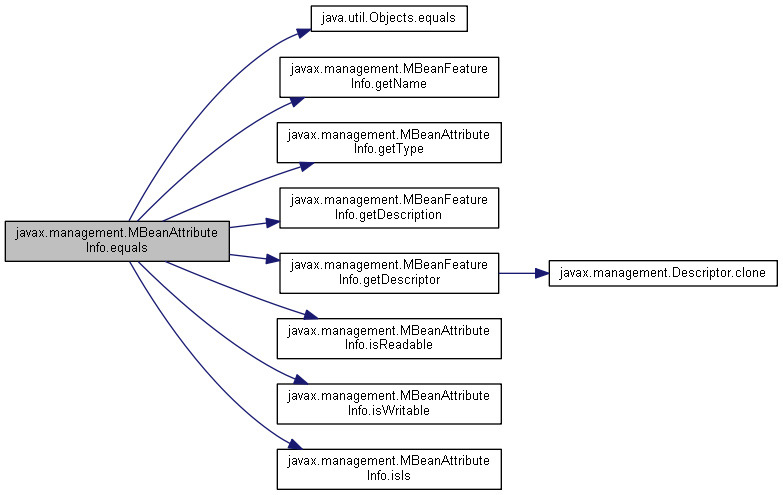 java.util.Objects.equals
javax.management.MBeanFeature
Info.getName
javax.management.MBeanAttribute
Info.getType
javax.management.MBeanFeature
Info.getDescription
javax.management.MBeanAttribute
Info.equals
javax.management.MBeanFeature
Info.getDescriptor
javax.management.Descriptor.clone
javax.management.MBeanAttribute
Info.isReadable
javax.management.MBeanAttribute
Info.isWritable
javax.management.MBeanAttribute
Info.isIs